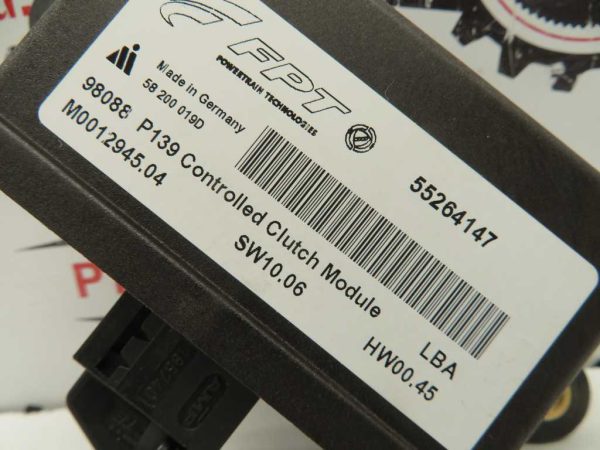 FPT
POWERTRAIN TECHNOLOGIES
Made in Germany
58 200 019D
55264147
98088 P139 Controlled Clutch Module
M0012945.04
SW10.06
LBA
HW00.45
AMP